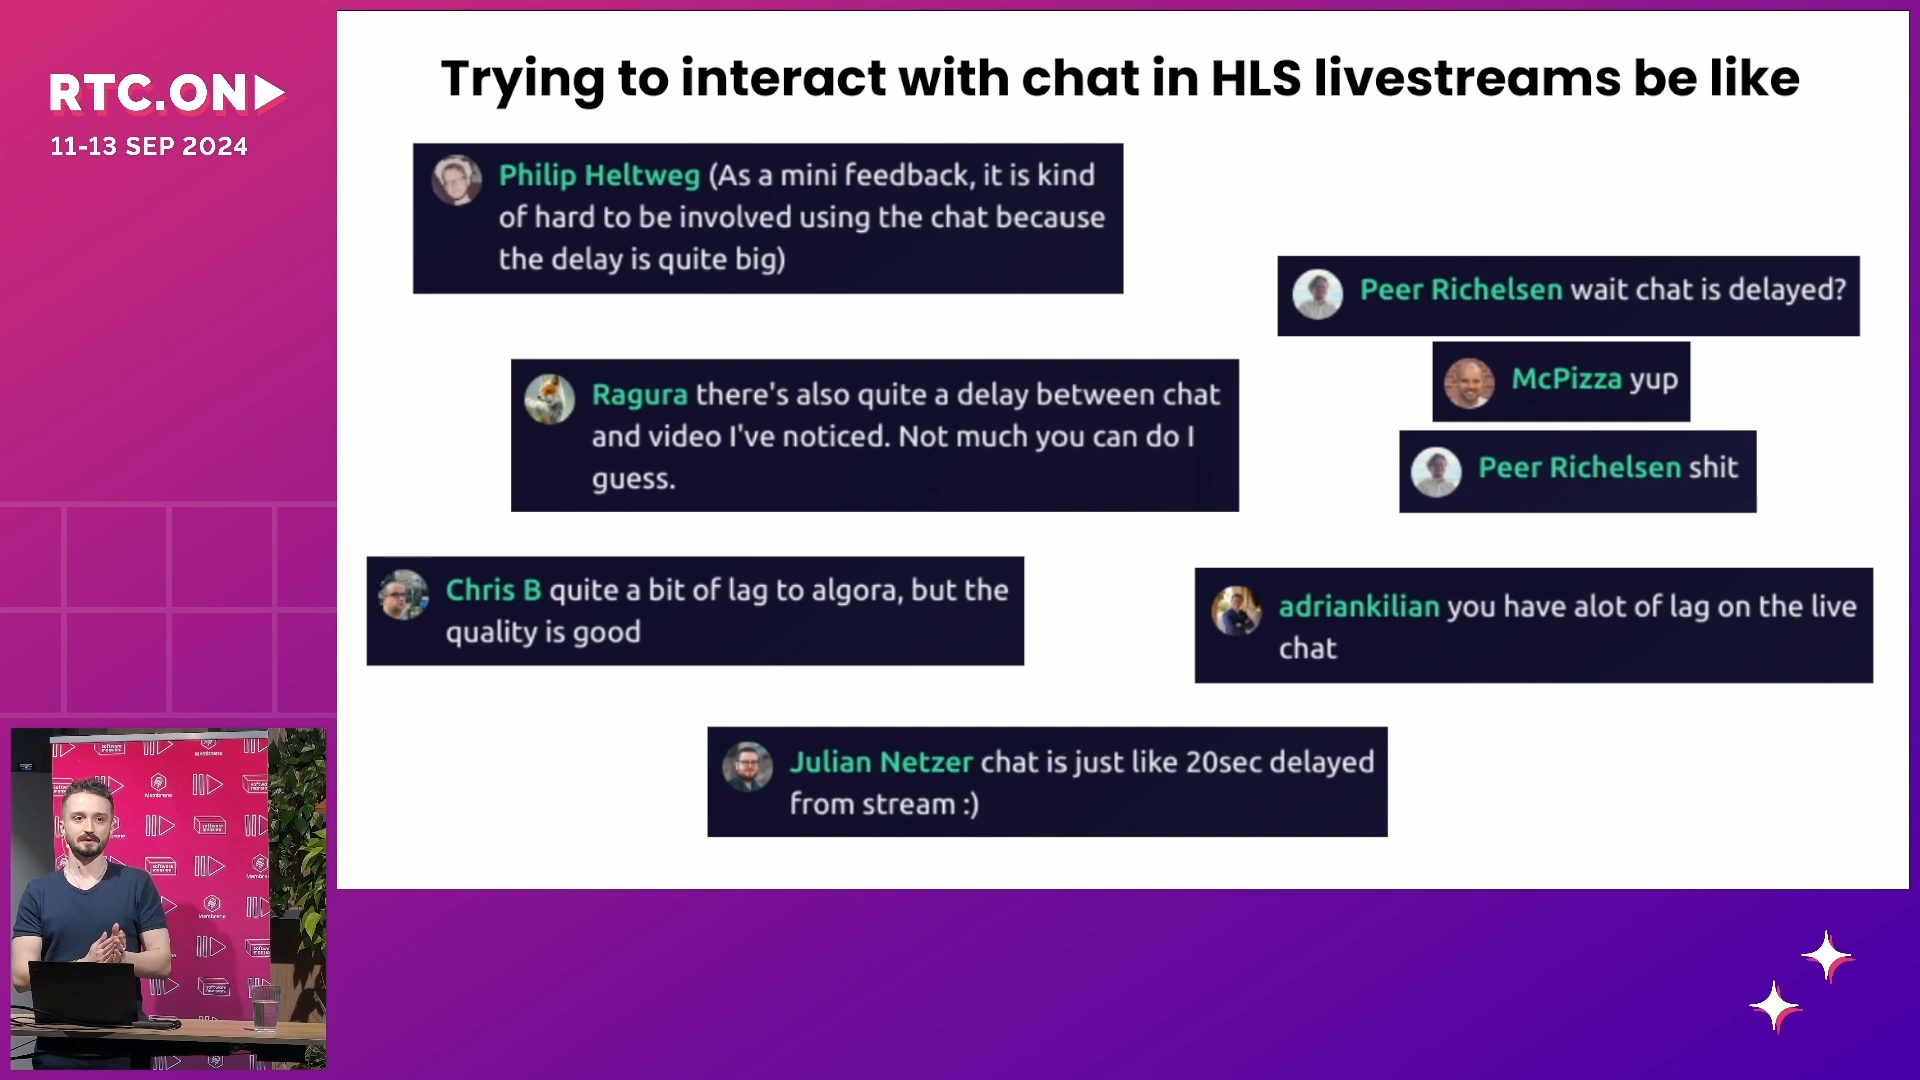 RTC.ON
11-13 SEP 2024
Trying to interact with chat in HLS livestreams be like
Philip Heltweg (As a mini feedback, it is kind
of hard to be involved using the chat because
the delay is quite big)
Peer Richelsen wait chat is delayed?
McPizza yup
Peer Richelsen shit
Ragura there's also quite a delay between chat
and video I've noticed. Not much you can do I
guess.
Chris B quite a bit of lag to algora, but the
quality is good
adriankilian you have alot of lag on the live
chat
Julian Netzer chat is just like 20sec delayed
from stream :)
software
mansion
Membrane